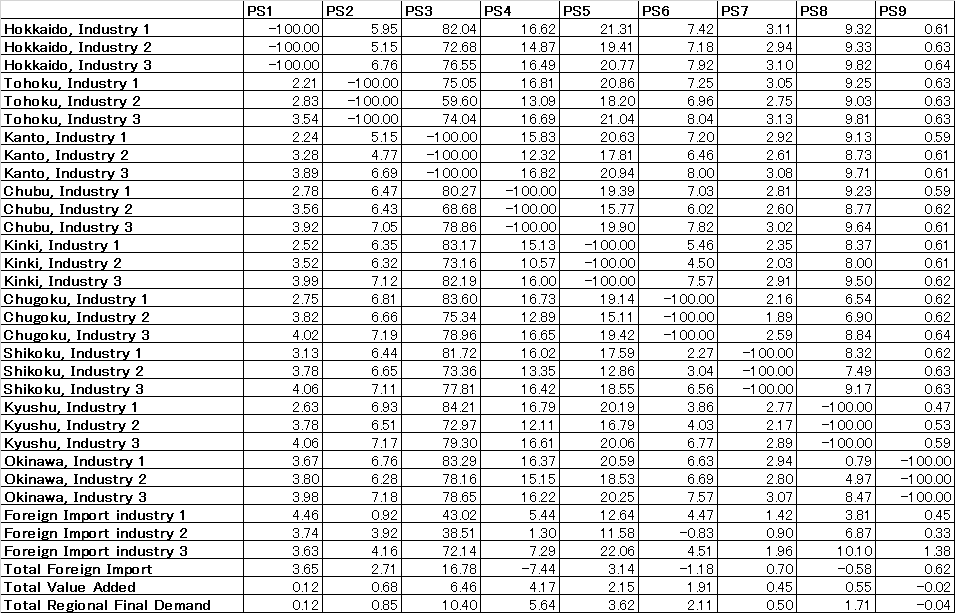 PS1 PS2 PS3 PS4 PS5 PS6 PS7 PS8 PS9
Hokkaido, Industry 1 -100.00 5.95 82.04 16.62 21.31 7.42 3.11 9.32 0.61
Hokkaido, Industry 2 -100.00 5.15 72.68 14.87 19.41 7.18 2.94 9.33 0.63
Hokkaido, Industry 3 -100.00 6.76 76.55 16.49 20.77 7.92 3.10 9.82 0.64
Tohoku, Industry 1 2.21 -100.00 75.05 16.81 20.86 7.25 3.05 9.25 0.63
Tohoku, Industry 2 2.83 -100.00 59.60 13.09 18.20 6.96 2.75 9.03 0.63
Tohoku, Industry 3 3.54 -100.00 74.04 16.69 21.04 8.04 3.13 9.81 0.63
Kanto, Industry 1 2.24 5.15 -100.00 15.83 20.63 7.20 2.92 9.13 0.59
Kanto, Industry 2 3.28 4.77 -100.00 12.32 17.81 6.46 2.61 8.73 0.61
Kanto, Industry 3 3.89 6.69 -100.00 16.82 20.94 8.00 3.08 9.71 0.61
Chubu, Industry 1 2.78 6.47 80.27 -100.00 19.39 7.03 2.81 9.23 0.59
Chubu, Industry 2 3.56 6.43 68.68 -100.00 15.77 6.02 2.60 8.77 0.62
Chubu, Industry 3 3.92 7.05 78.86 -100.00 19.90 7.82 3.02 9.64 0.61
Kinki, Industry 1 2.52 6.35 83.17 15.13 -100.00 5.46 2.35 8.37 0.61
Kinki, Industry 2 3.52 6.32 73.16 10.57 -100.00 4.50 2.03 8.00 0.61
Kinki, Industry 3 3.99 7.12 82.19 16.00 -100.00 7.57 2.91 9.50 0.62
Chugoku, Industry 1 2.75 6.81 83.60 16.73 19.14 -100.00 2.16 6.54 0.62
Chugoku, Industry 2 3.82 6.66 75.34 12.89 15.11 -100.00 1.89 6.90 0.62
Chugoku, Industry 3 4.02 7.19 78.96 16.65 19.42 -100.00 2.59 8.84 0.64
Shikoku, Industry 1 3.13 6.44 81.72 16.02 17.59 2.27 -100.00 8.32 0.62
Shikoku, Industry 2 3.78 6.65 73.36 13.35 12.86 3.04 -100.00 7.49 0.63
Shikoku, Industry 3 4.06 7.11 77.81 16.42 18.55 6.56 -100.00 9.17 0.63
Kyushu, Industry 1 2.63 6.93 84.21 16.79 20.19 3.86 2.77 -100.00 0.47
Kyushu, Industry 2 3.78 6.51 72.97 12.11 16.79 4.03 2.17 -100.00 0.53
Kyushu, Industry 3 4.06 7.17 79.30 16.61 20.06 6.77 2.89 -100.00 0.59
Okinawa, Industry 1 3.67 6.76 83.29 16.37 20.59 6.63 2.94 0.79 -100.00
Okinawa, Industry 2 3.80 6.28 78.16 15.15 18.53 6.69 2.80 4.97 -100.00
Okinawa, Industry 3 3.98 7.18 78.65 16.22 20.25 7.57 3.07 8.47 -100.00
Foreign Import industry 1 4.46 0.92 43.02 5.44 12.64 4.47 1.42 3.81 0.45
Foreign Import industry 2 3.74 3.92 38.51 1.30 11.58 -0.83 0.90 6.87 0.33
Foreign Import industry 3 3.63 4.16 72.14 7.29 22.06 4.51 1.96 10.10 1.38
Total Foreign Import 3.65 2.71 16.78 -7.44 3.14 -1.18 0.70 -0.58 0.62
Total Value Added 0.12 0.68 6.46 4.17 2.15 1.91 0.45 0.55 -0.02
Total Regional Final Demand 0.12 0.85 10.40 5.64 3.62 2.11 0.50 1.71 -0.04